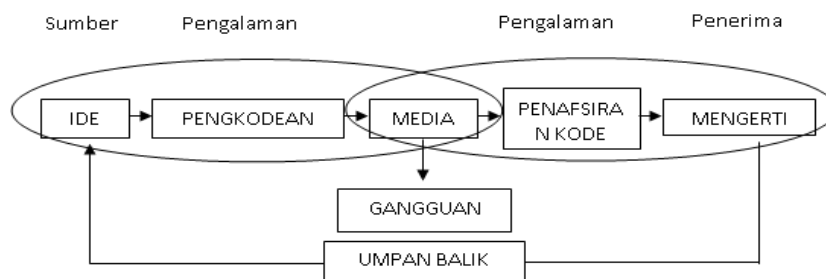 Sumber Pengalaman Pengalaman Penerima
IDE PENGKODEAN MEDIA PENAFSIRA
N KODE MENGERTI
GANGGUAN
UMPAN BALIK